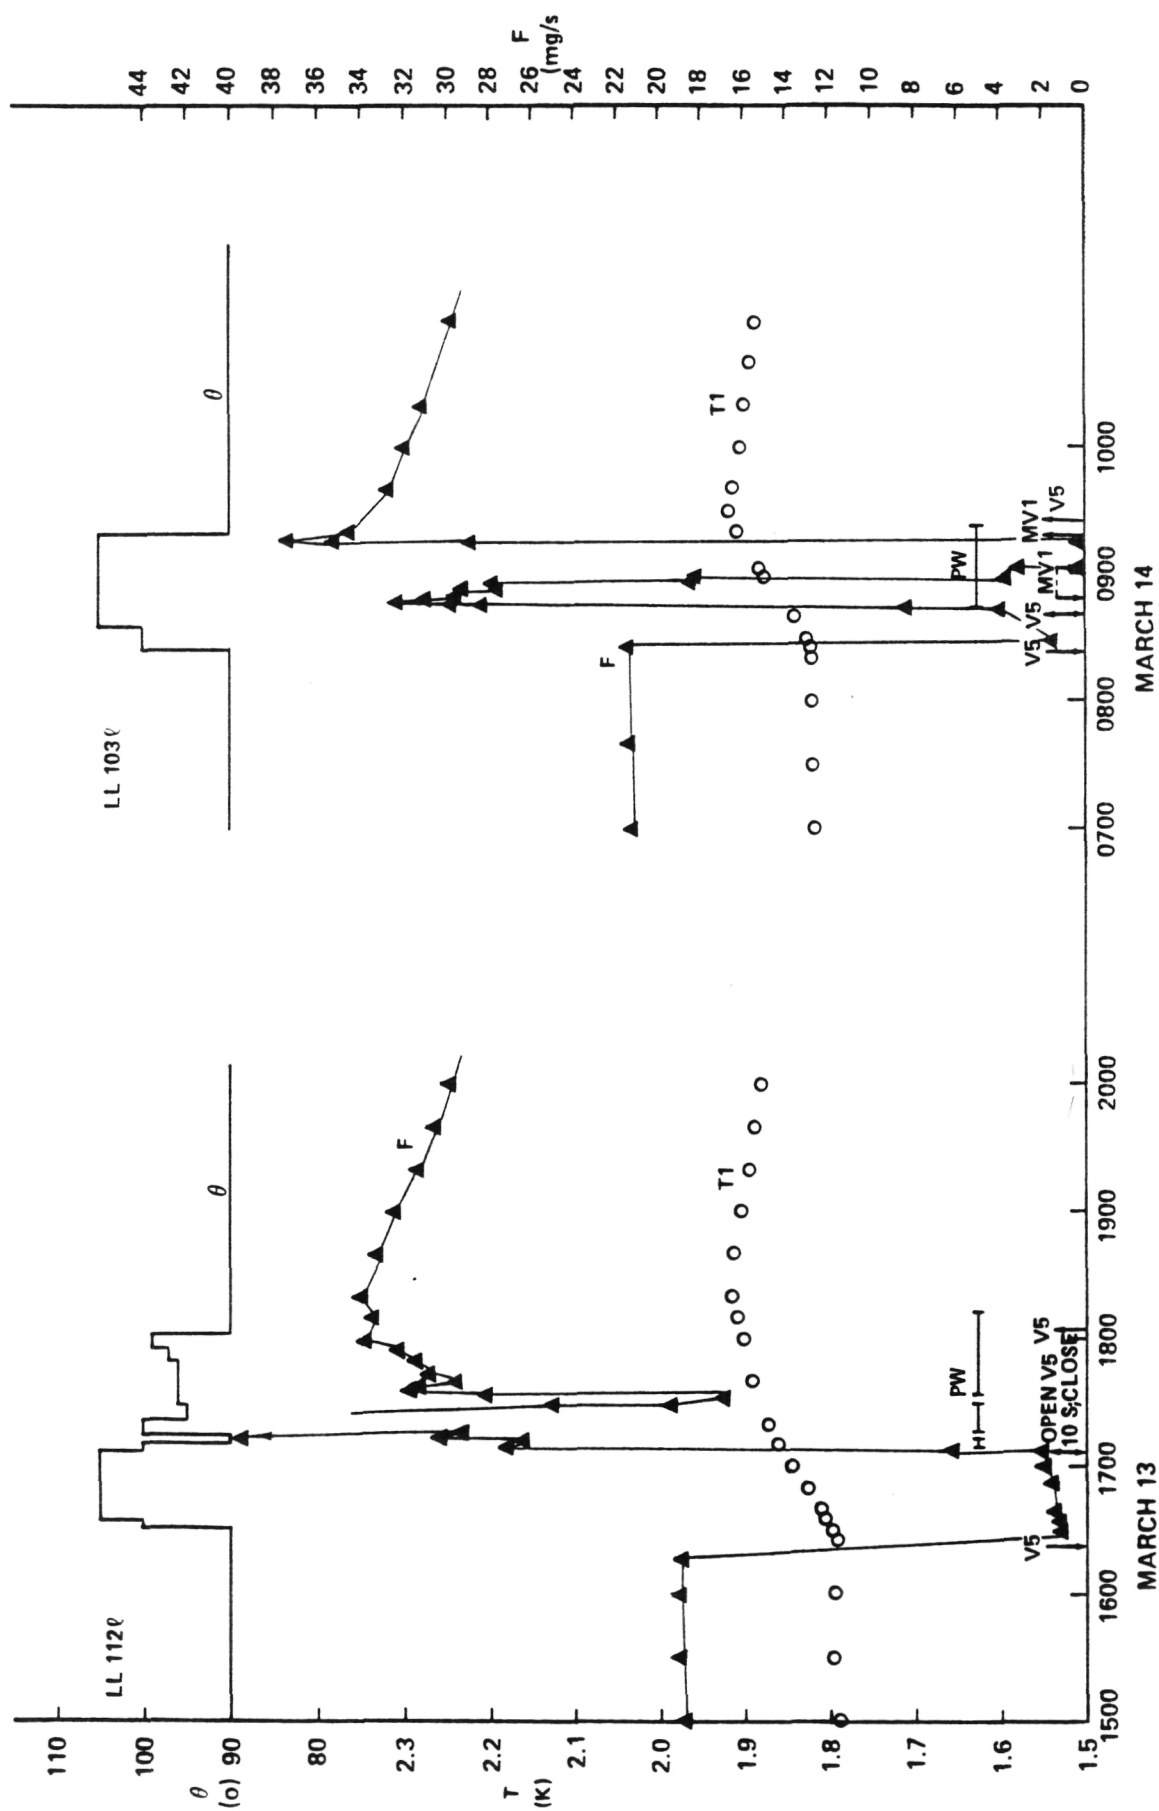 110
100
90
80
θ
(o)
2.3
2.2
2.1
2.0
1.9
1.8
1.7
1.6
1.5
T
(K)
LL 112ℓ
θ
F
T1
PW
HI
V5
OPEN V5
10 S,CLOSE
V5
1500
1600
1700
1800
1900
2000
MARCH 13
LL 103ℓ
θ
F
T1
PW
V5
V5
MV1
MV1
V5
0700
0800
0900
1000
MARCH 14
44
42
40
38
36
34
32
30
28
26
24
22
20
18
16
14
12
10
8
6
4
2
0
F
(mg/s)